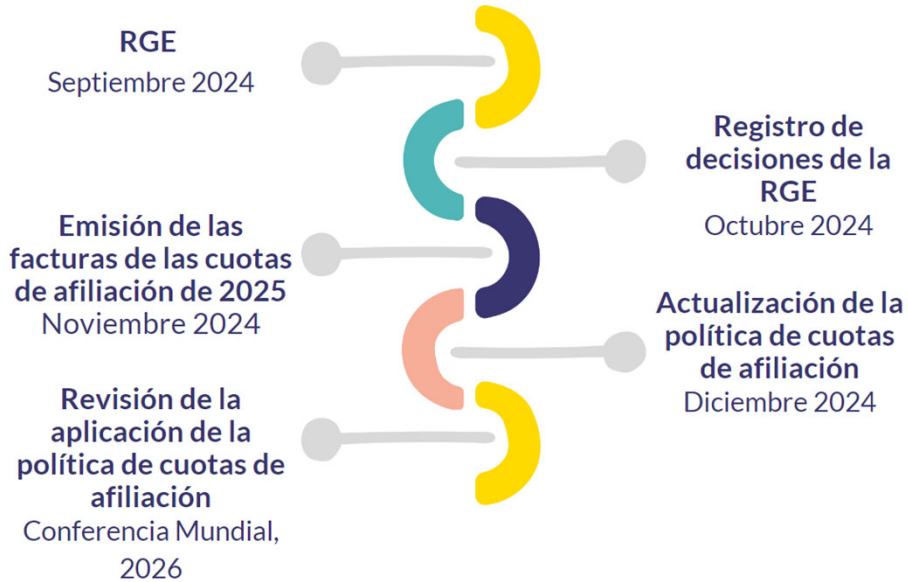 RGE
Septiembre 2024
Registro de
decisiones de la
RGE
Octubre 2024
Emisión de las
facturas de las cuotas
de afiliación de 2025
Noviembre 2024
Actualización de la
política de cuotas
de afiliación
Diciembre 2024
Revisión de la
aplicación de la
política de cuotas de
afiliación
Conferencia Mundial,
2026